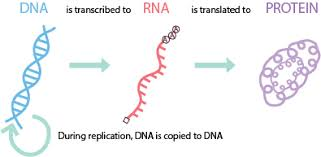 DNA is transcribed to RNA is translated to PROTEIN
During replication, DNA is copied to DNA